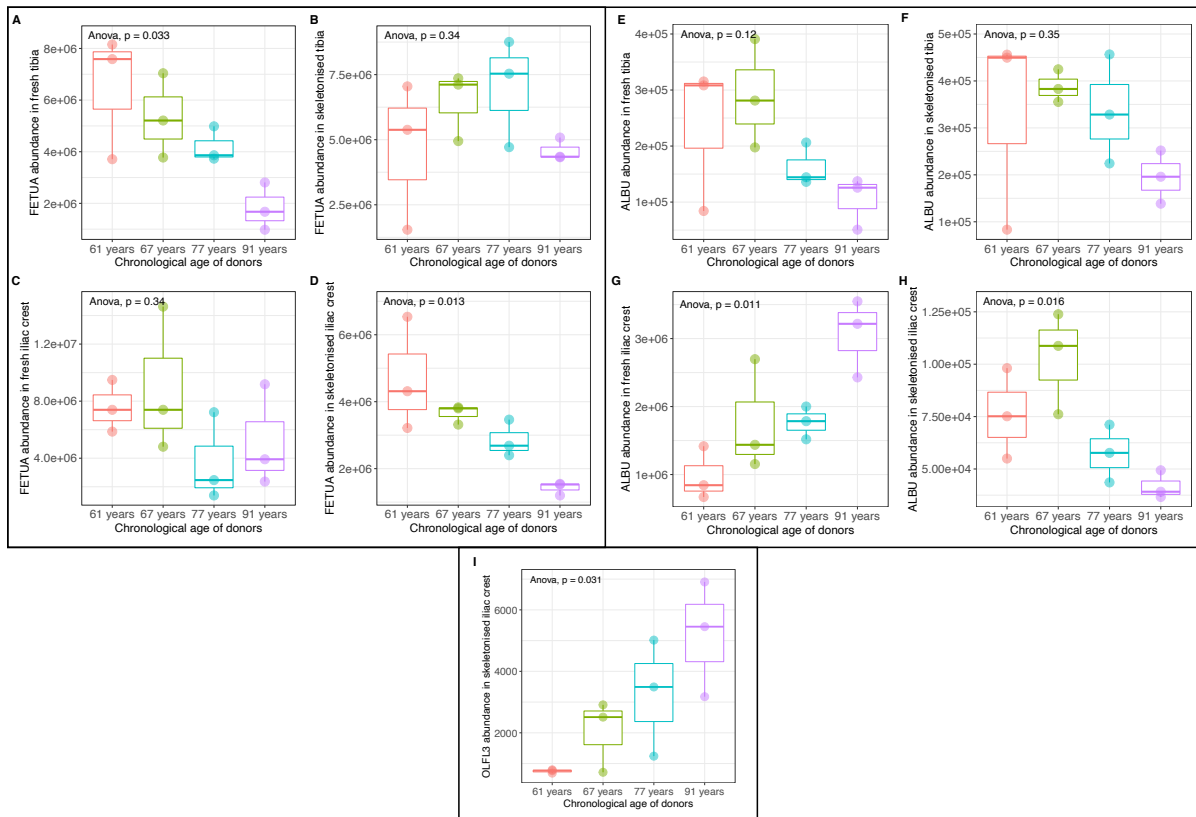 A
Anova, p = 0.033
8e+06
6e+06
4e+06
2e+06
FETUA abundance in fresh tibia
61 years 67 years 77 years 91 years
Chronological age of donors
B
Anova, p = 0.34
7.5e+06
5.0e+06
2.5e+06
FETUA abundance in skeletonised tibia
61 years 67 years 77 years 91 years
Chronological age of donors
E
Anova, p = 0.12
4e+05
3e+05
2e+05
1e+05
ALBU abundance in fresh tibia
61 years 67 years 77 years 91 years
Chronological age of donors
F
Anova, p = 0.35
5e+05
4e+05
3e+05
2e+05
1e+05
ALBU abundance in skeletonised tibia
61 years 67 years 77 years 91 years
Chronological age of donors
C
Anova, p = 0.34
1.2e+07
8.0e+06
4.0e+06
FETUA abundance in fresh iliac crest
61 years 67 years 77 years 91 years
Chronological age of donors
D
Anova, p = 0.013
6e+06
4e+06
2e+06
FETUA abundance in skeletonised iliac crest
61 years 67 years 77 years 91 years
Chronological age of donors
G
Anova, p = 0.011
3e+06
2e+06
1e+06
ALBU abundance in fresh iliac crest
61 years 67 years 77 years 91 years
Chronological age of donors
H
Anova, p = 0.016
1.25e+05
1.00e+05
7.50e+04
5.00e+04
ALBU abundance in skeletonised iliac crest
61 years 67 years 77 years 91 years
Chronological age of donors
I
Anova, p = 0.031
6000
4000
2000
OLFL3 abundance in skeletonised iliac crest
61 years 67 years 77 years 91 years
Chronological age of donors